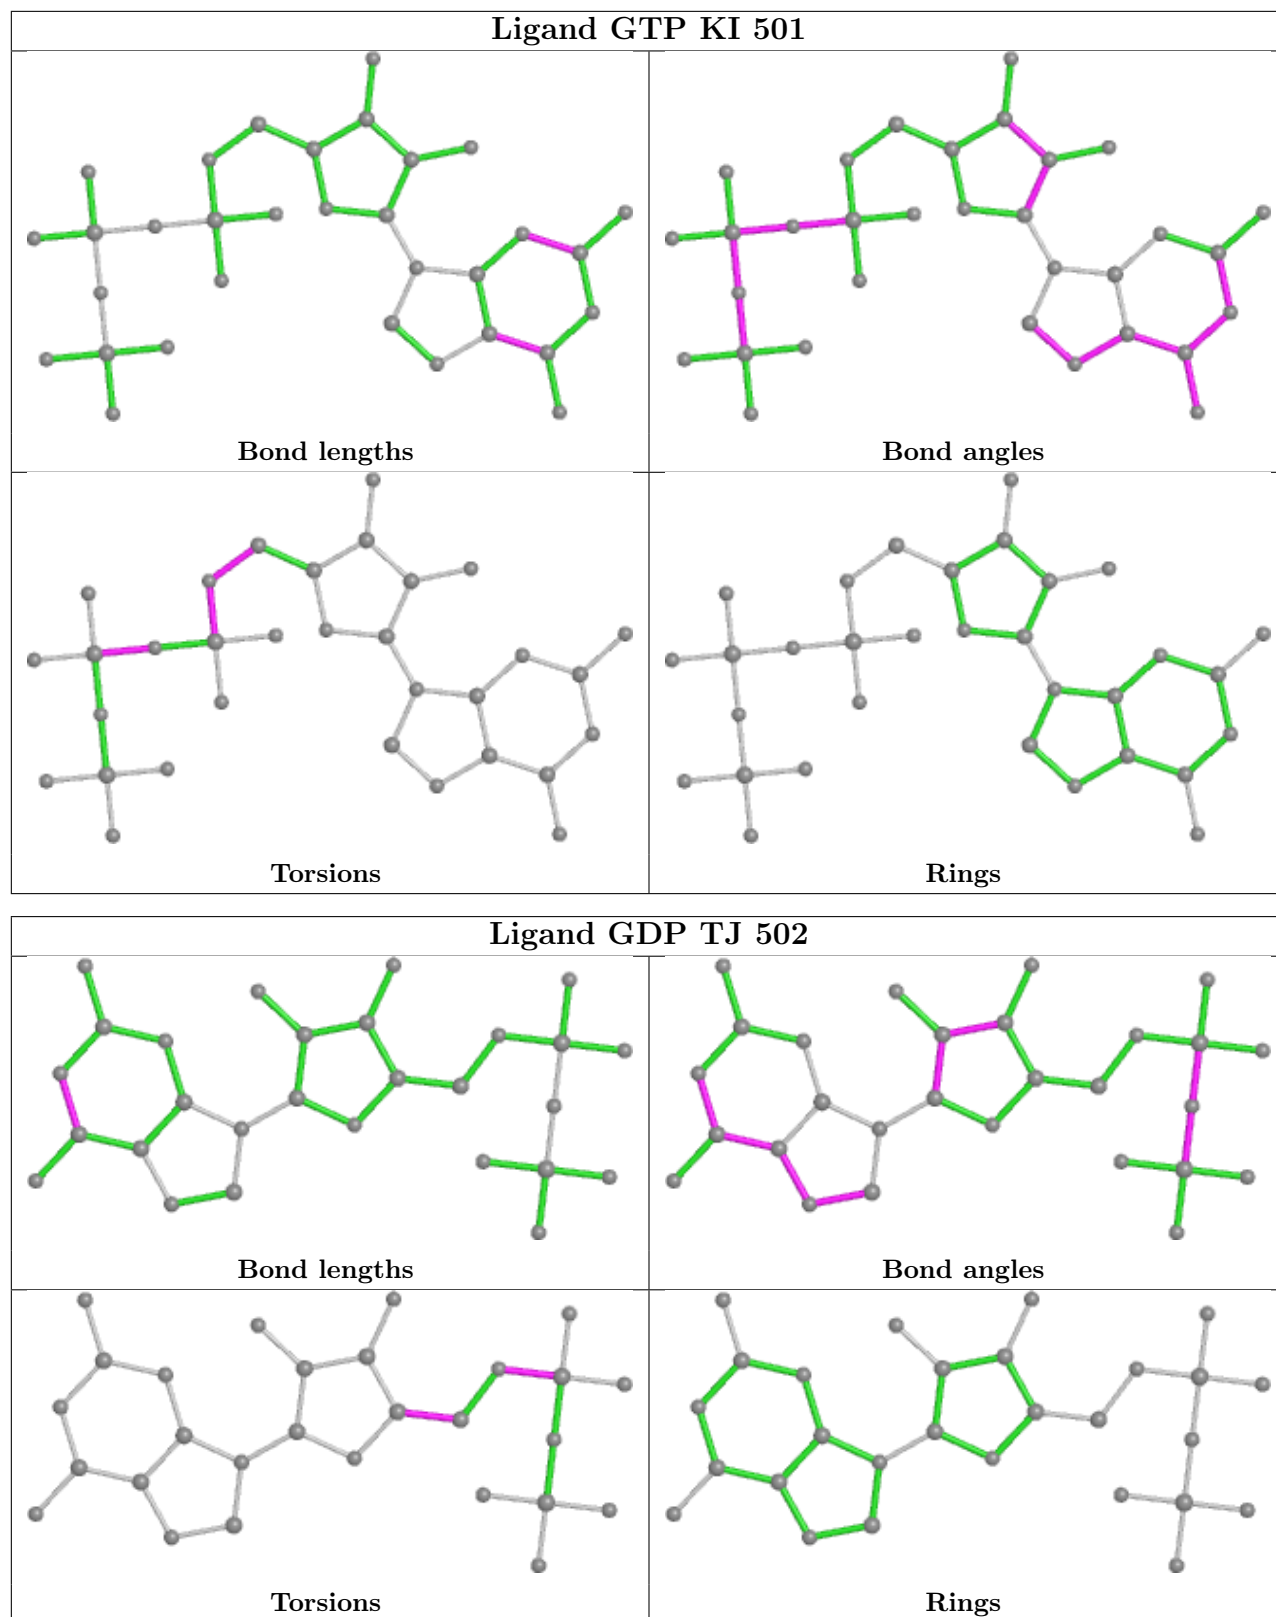 Ligand GTP KI 501
Bond lengths
Bond angles
Torsions
Rings
Ligand GDP TJ 502
Bond lengths
Bond angles
Torsions
Rings